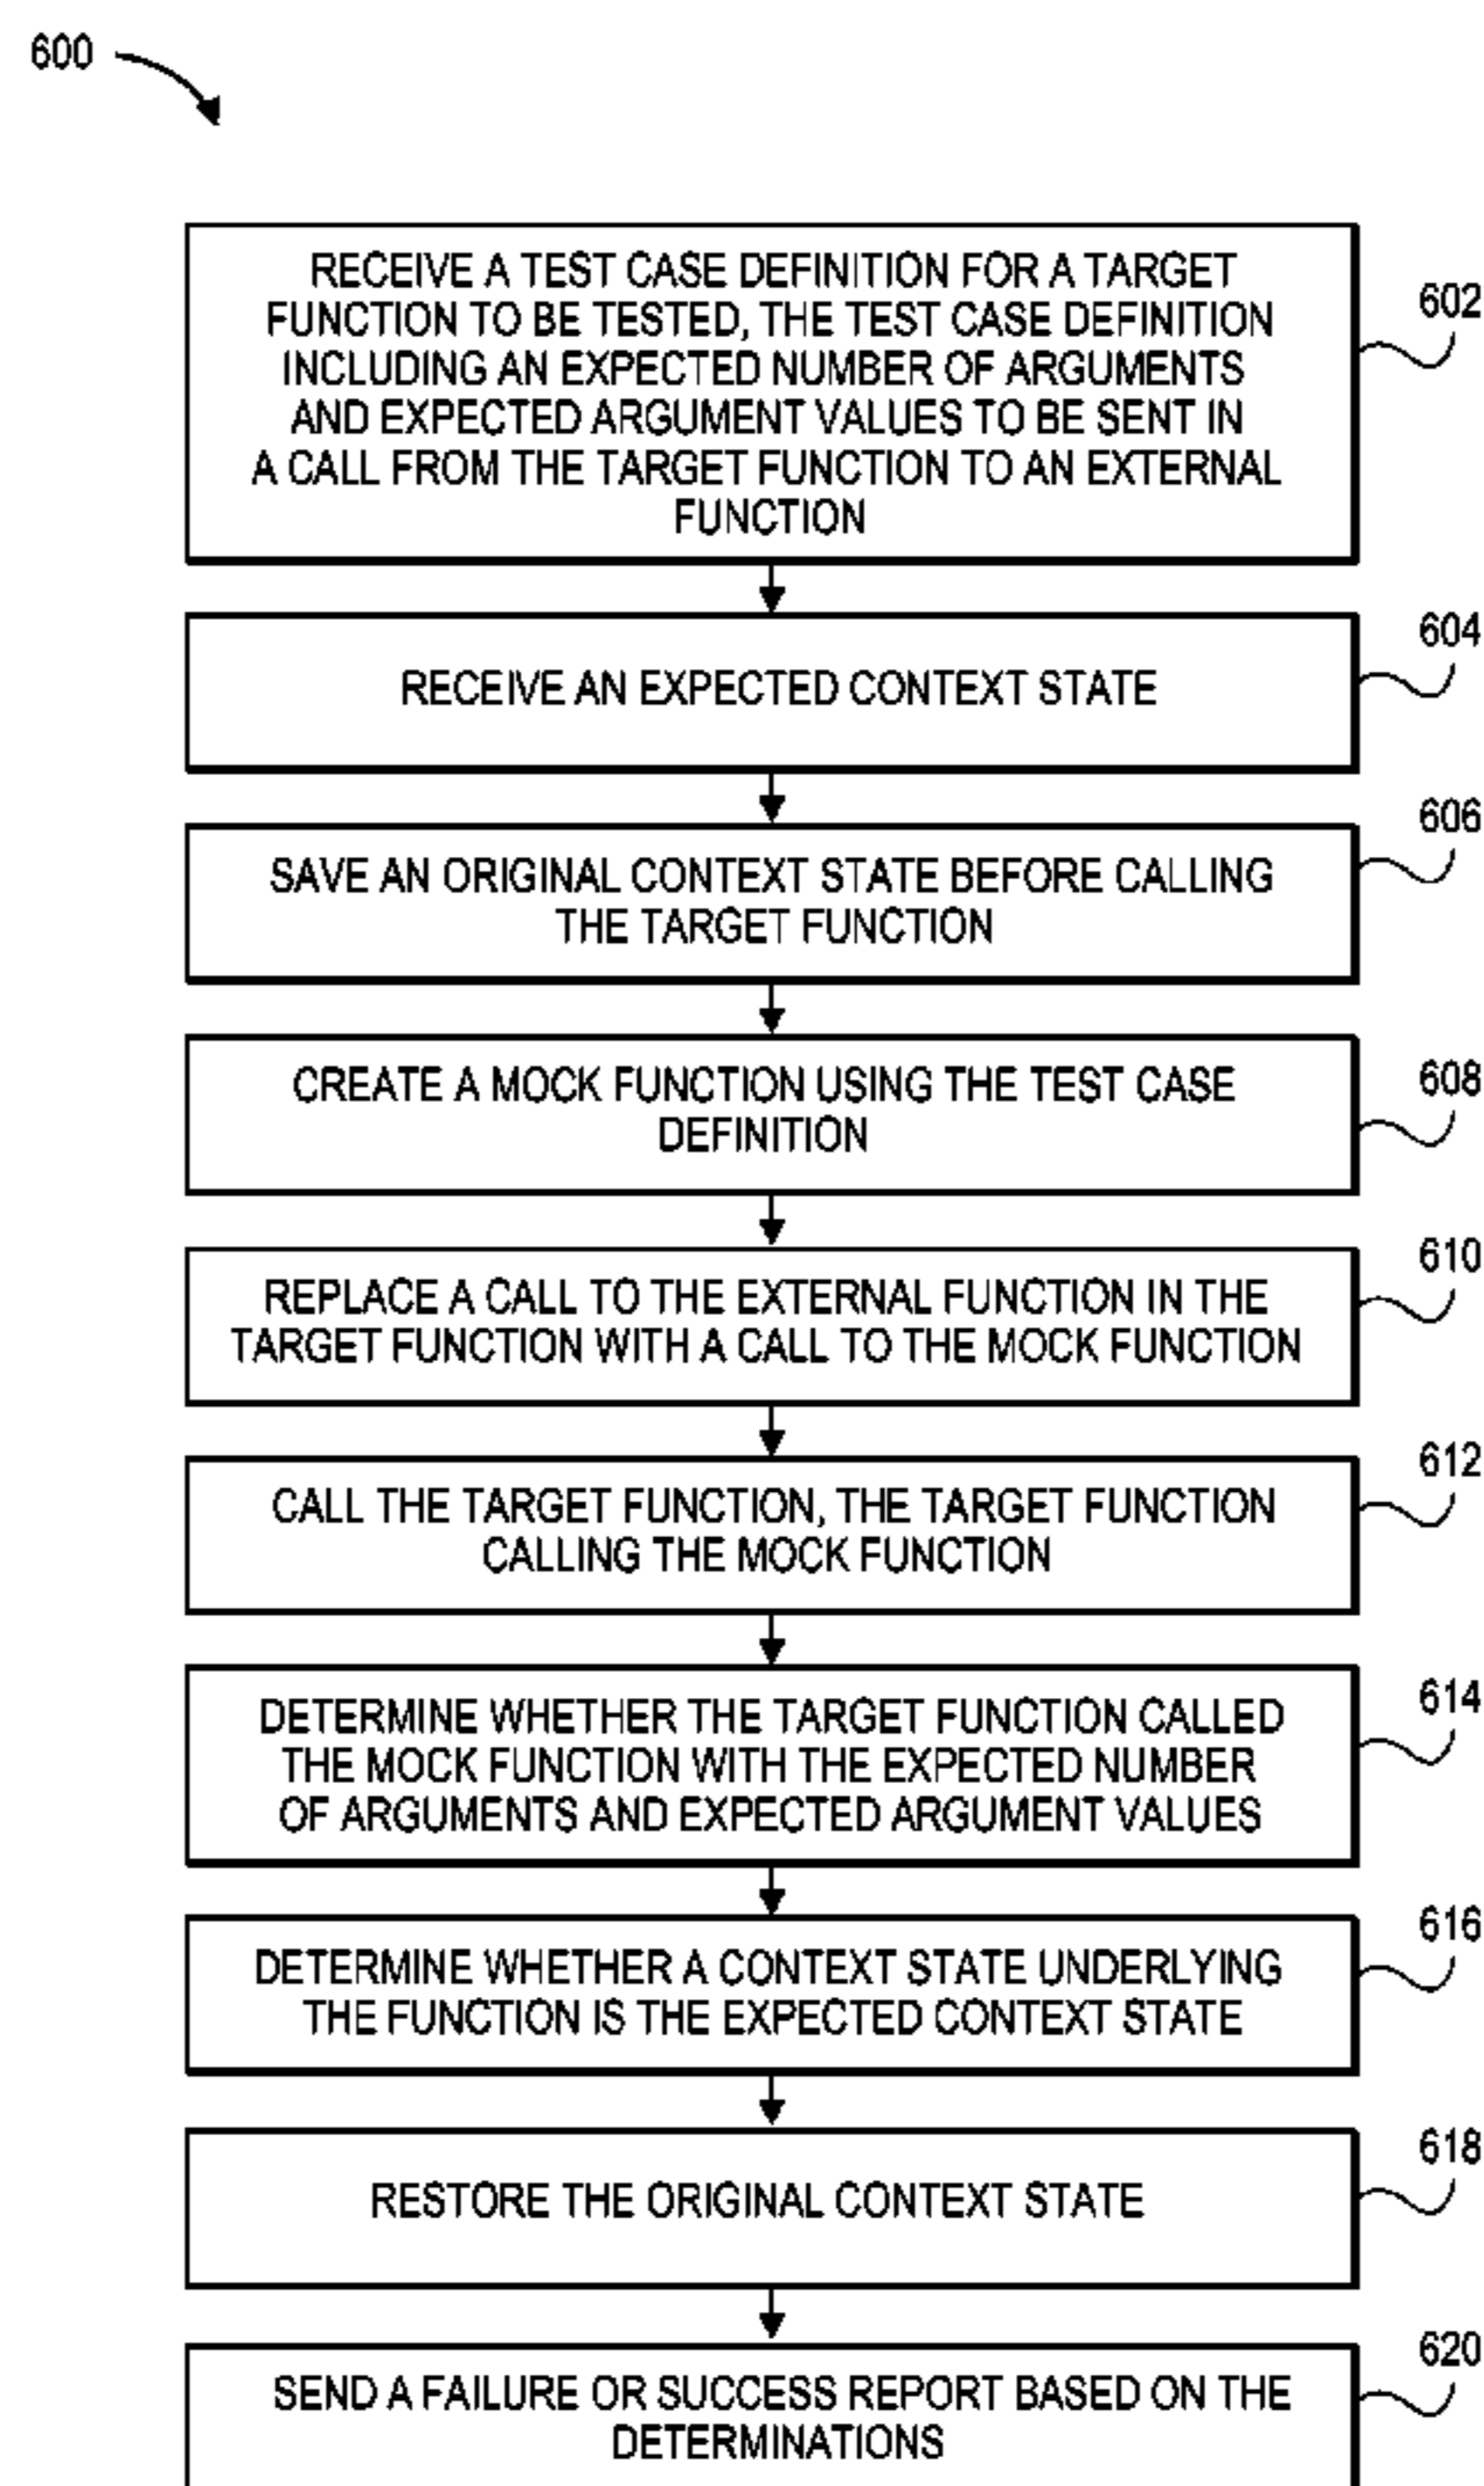 600
RECEIVE A TEST CASE DEFINITION FOR A TARGET
FUNCTION TO BE TESTED, THE TEST CASE DEFINITION
INCLUDING AN EXPECTED NUMBER OF ARGUMENTS
AND EXPECTED ARGUMENT VALUES TO BE SENT IN
A CALL FROM THE TARGET FUNCTION TO AN EXTERNAL
FUNCTION
602
RECEIVE AN EXPECTED CONTEXT STATE
604
SAVE AN ORIGINAL CONTEXT STATE BEFORE CALLING
THE TARGET FUNCTION
606
CREATE A MOCK FUNCTION USING THE TEST CASE
DEFINITION
608
REPLACE A CALL TO THE EXTERNAL FUNCTION IN THE
TARGET FUNCTION WITH A CALL TO THE MOCK FUNCTION
610
CALL THE TARGET FUNCTION, THE TARGET FUNCTION
CALLING THE MOCK FUNCTION
612
DETERMINE WHETHER THE TARGET FUNCTION CALLED
THE MOCK FUNCTION WITH THE EXPECTED NUMBER
OF ARGUMENTS AND EXPECTED ARGUMENT VALUES
614
DETERMINE WHETHER A CONTEXT STATE UNDERLYING
THE FUNCTION IS THE EXPECTED CONTEXT STATE
616
RESTORE THE ORIGINAL CONTEXT STATE
618
SEND A FAILURE OR SUCCESS REPORT BASED ON THE
DETERMINATIONS
620